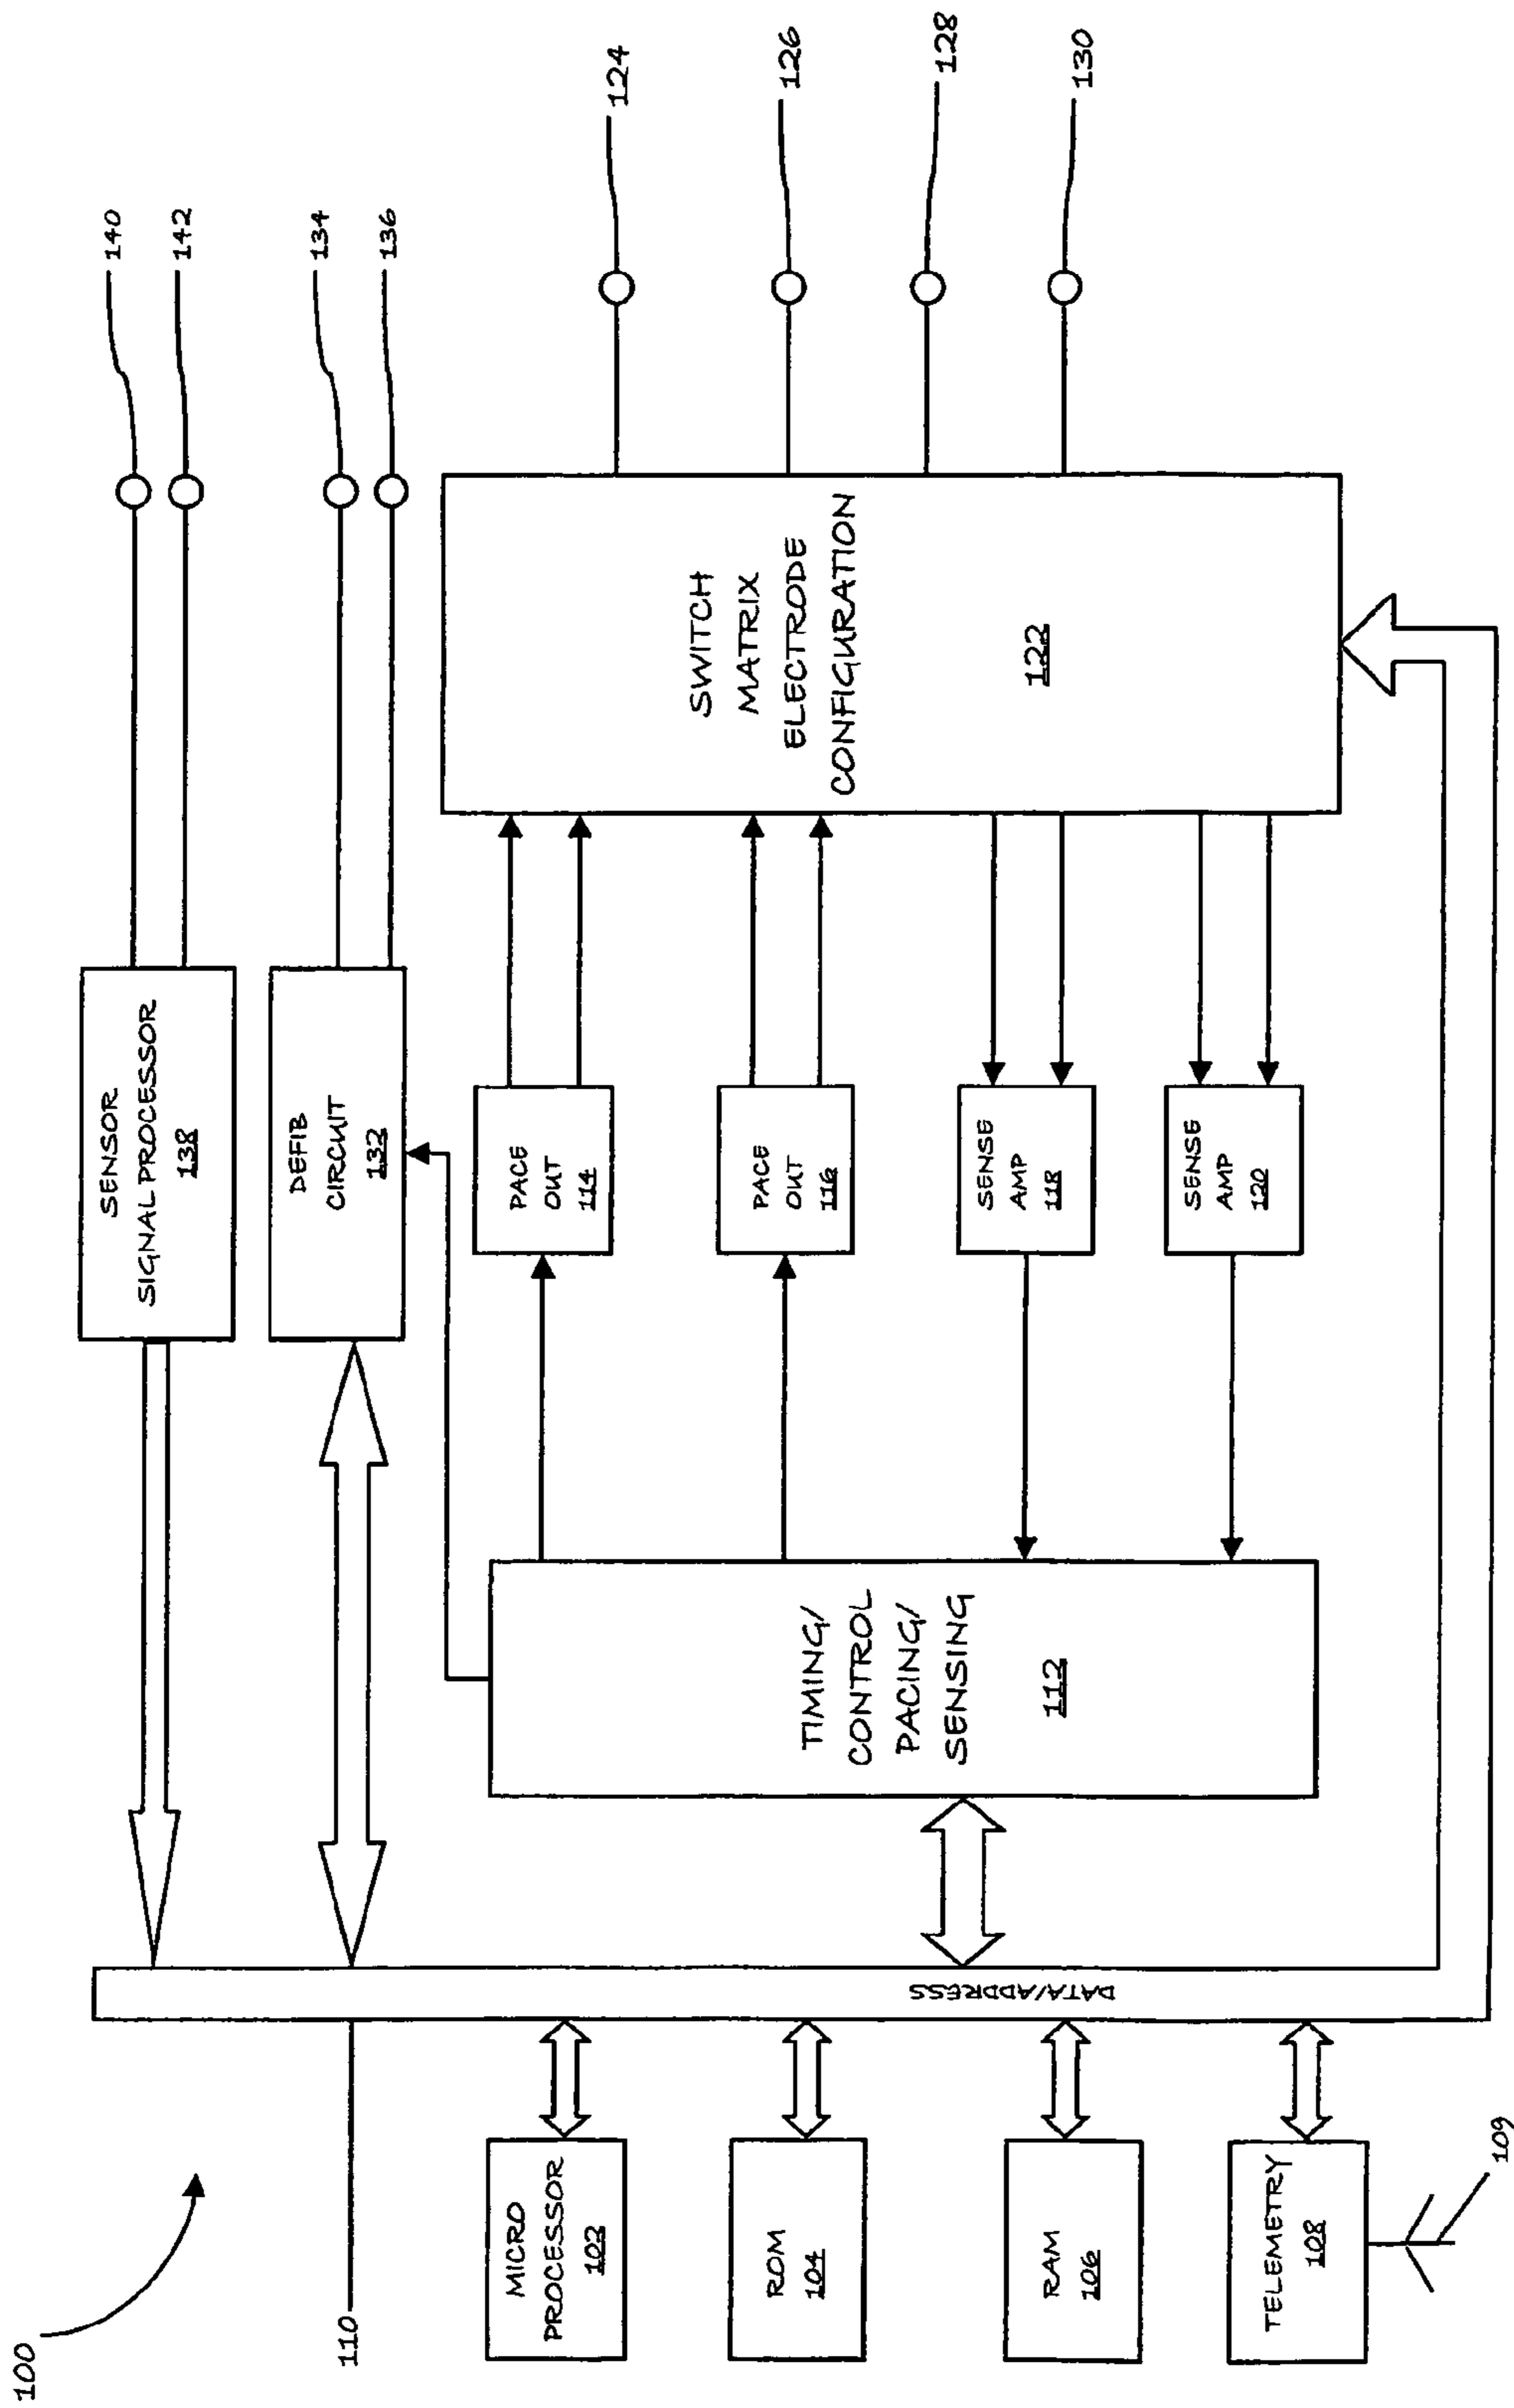 100
110
MICRO
PROCESSOR
102
ROM
104
RAM
106
TELEMETRY
108
109
DATA/ADDRESS
TIMING/
CONTROL
PACING/
SENSING
112
SENSOR
SIGNAL PROCESSOR
138
DEFIB
CIRCUIT
132
PACE
OUT
114
PACE
OUT
116
SENSE
AMP
118
SENSE
AMP
120
SWITCH
MATRIX
ELECTRODE
CONFIGURATION
122
140
142
134
136
124
126
128
130